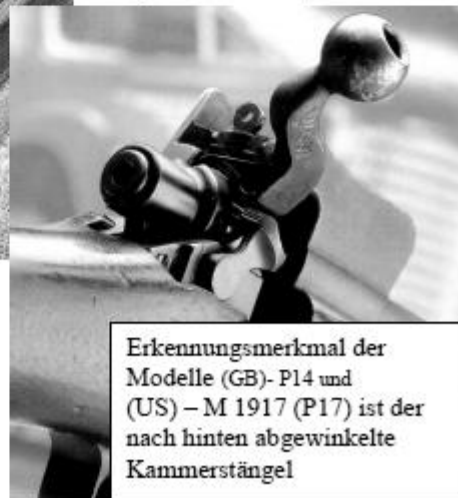 Erkennungsmerkmal der
Modelle (GB)- P14 und
(US) – M 1917 (P17) ist der
nach hinten abgewinkelte
Kammerstängel